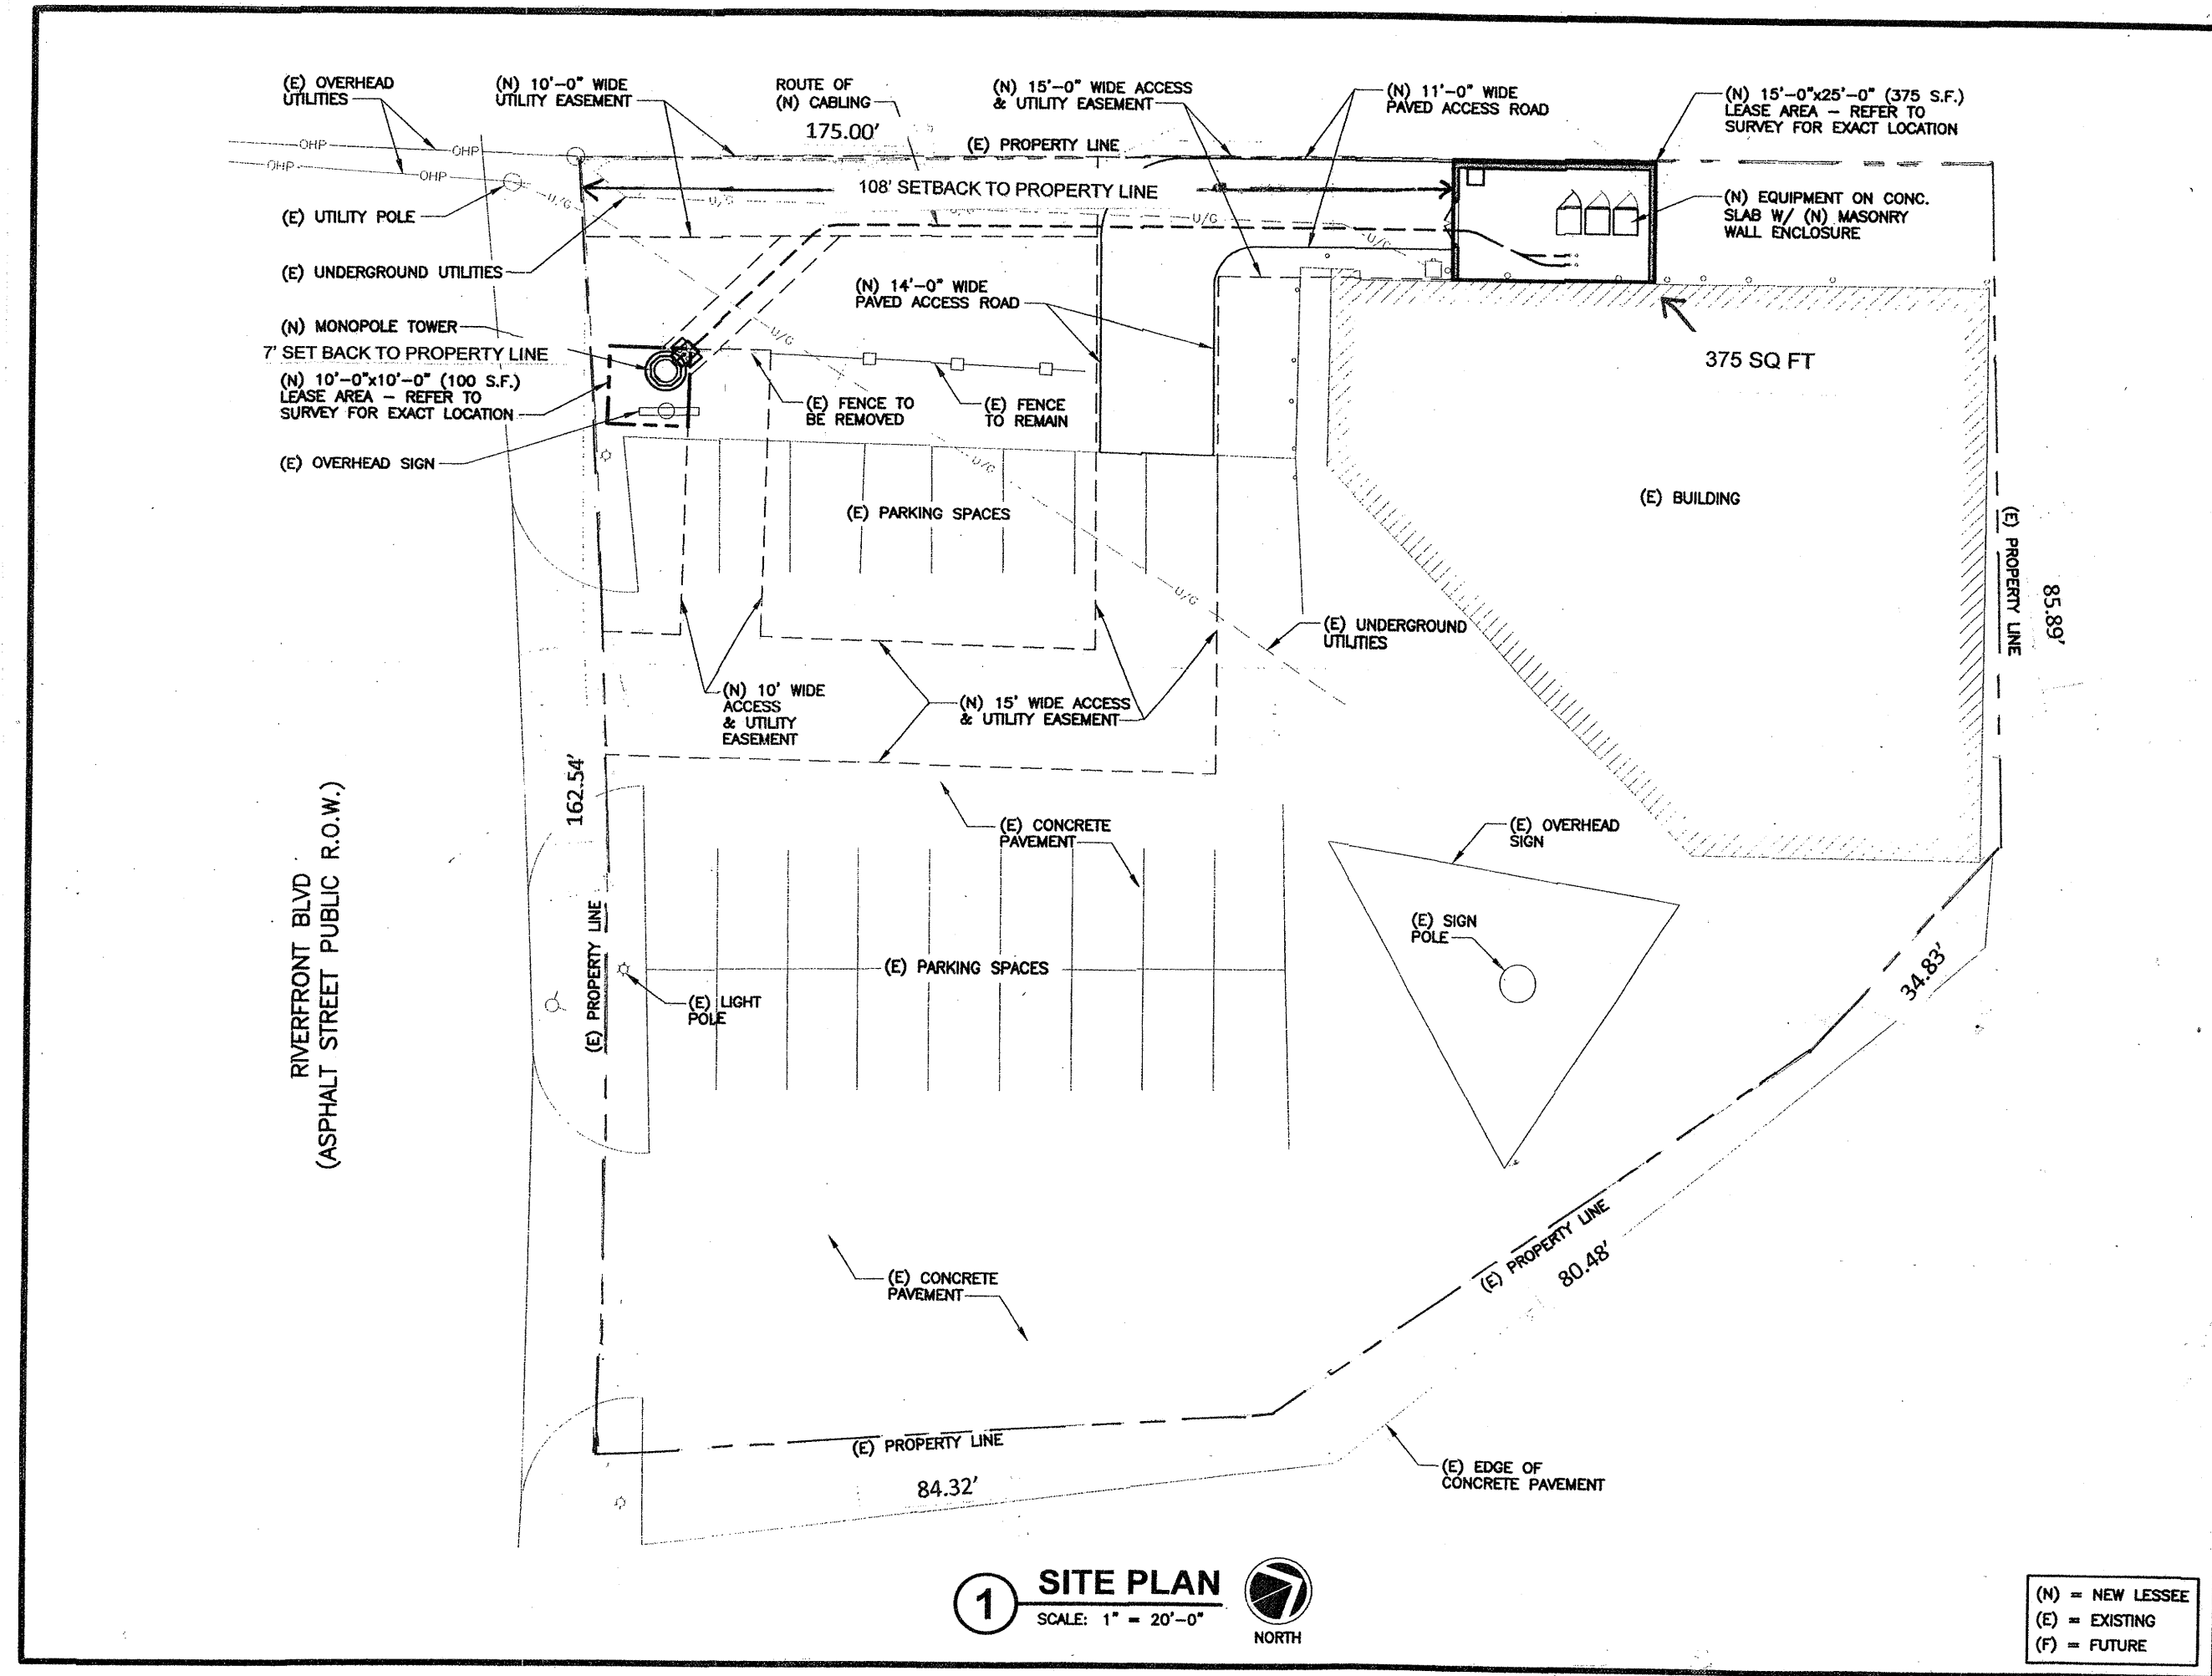 (E) OVERHEAD
UTILITIES
(N) 10'-0" WIDE
UTILITY EASEMENT
ROUTE OF
(N) CABLING
175.00'
(N) 15'-0" WIDE ACCESS
& UTILITY EASEMENT
(N) 11'-0" WIDE
PAVED ACCESS ROAD
(N) 15'-0"x25'-0" (375 S.F.)
LEASE AREA - REFER TO
SURVEY FOR EXACT LOCATION
(E) PROPERTY LINE
OHP
OHP
OHP
OHP
108' SETBACK TO PROPERTY LINE
(E) UTILITY POLE
U/G
U/G
U/G
U/G
U/G
(N) EQUIPMENT ON CONC.
SLAB W/ (N) MASONRY
WALL ENCLOSURE
(E) UNDERGROUND UTILITIES
(N) 14'-0" WIDE
PAVED ACCESS ROAD
(N) MONOPOLE TOWER
7' SET BACK TO PROPERTY LINE
U/G
375 SQ FT
(N) 10'-0"x10'-0" (100 S.F.)
LEASE AREA - REFER TO
SURVEY FOR EXACT LOCATION
(E) FENCE TO
BE REMOVED
(E) FENCE
TO REMAIN
(E) OVERHEAD SIGN
U/G
(E) BUILDING
(E) PARKING SPACES
(E) PROPERTY LINE
85.89'
U/G
(E) UNDERGROUND
UTILITIES
(N) 10' WIDE
ACCESS
& UTILITY
EASEMENT
(N) 15' WIDE ACCESS
& UTILITY EASEMENT
162.54'
RIVERFRONT BLVD
(ASPHALT STREET PUBLIC R.O.W.)
(E) CONCRETE
PAVEMENT
(E) OVERHEAD
SIGN
(E) PROPERTY LINE
(E) SIGN
POLE
(E) PARKING SPACES
(E) LIGHT
POLE
34.83'
(E) PROPERTY LINE
80.48'
(E) CONCRETE
PAVEMENT
(E) PROPERTY LINE
84.32'
(E) EDGE OF
CONCRETE PAVEMENT
1
SITE PLAN
SCALE: 1" = 20'-0"
NORTH
(N) = NEW LESSEE
(E) = EXISTING
(F) = FUTURE